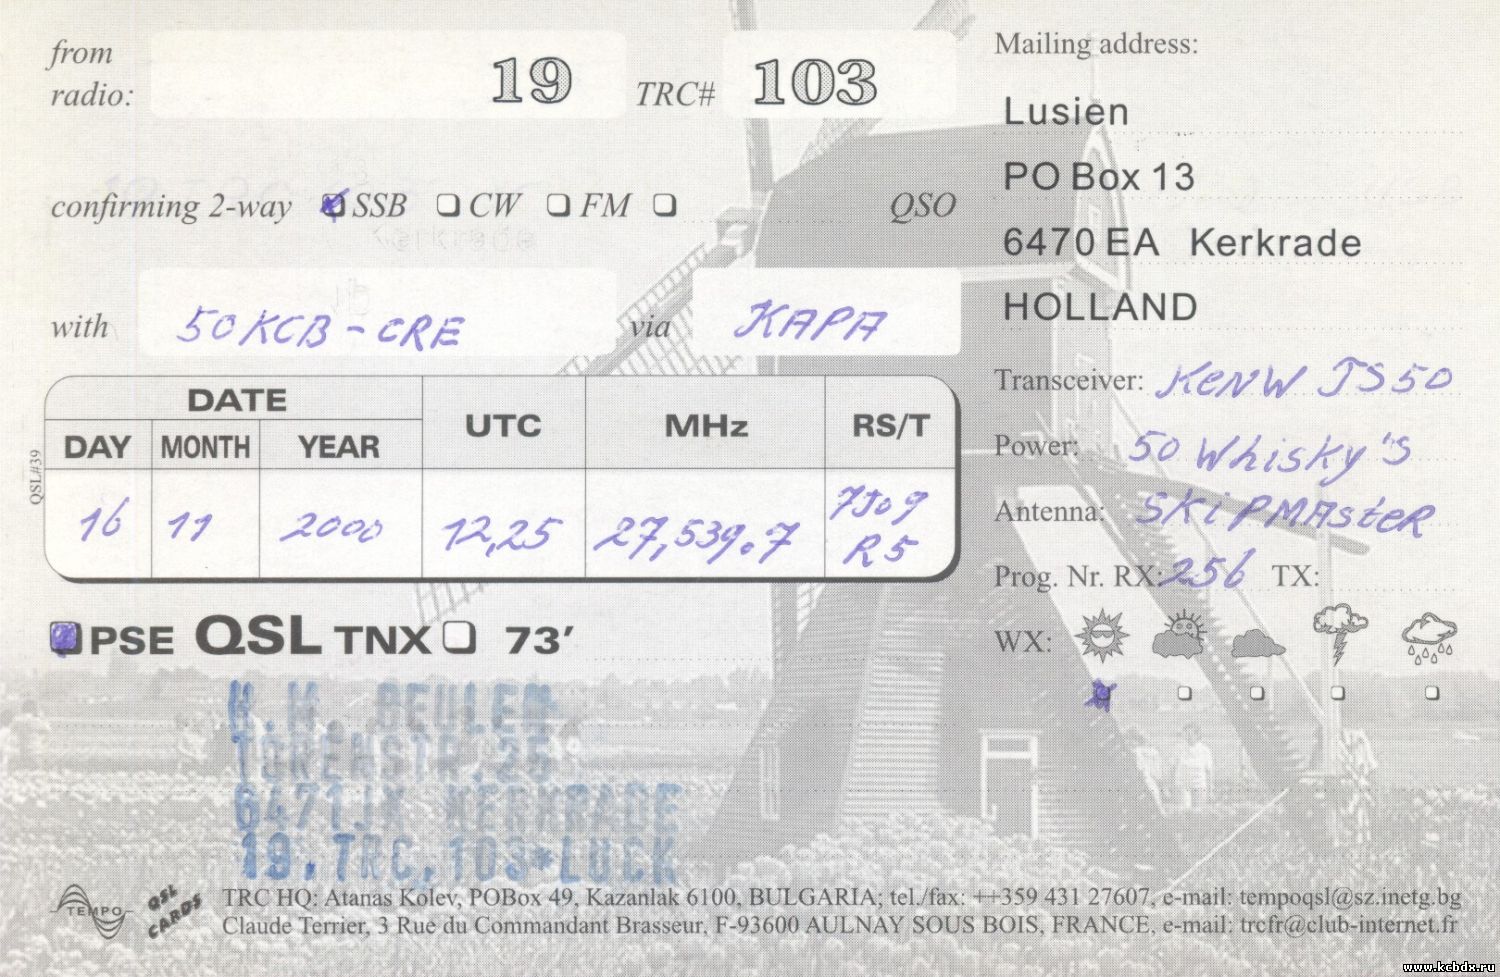 from
radio: 19 TRC# 103
confirming 2-way SSB CW FM QSO
with 50KCB-CRE via KAPA
DATE UTC MHz RS/T
DAY MONTH YEAR
16 11 2000 12,25 27,539.7 7To9
R5
QSL#39
PSE QSL TNX 73'
H.M. BEULEN
TORENSTR.25
6471JX KERKRADE
19.TRC.103*LUCK
Mailing address:
Lusien
PO Box 13
6470 EA Kerkrade
HOLLAND
Transceiver: KENW TS50
Power: 50 Whisky's
Antenna: SKiPMAsteR
Prog. Nr. RX: 256 TX:
WX:
TEMPO
QSL
CARDS
TRC HQ: Atanas Kolev, POBox 49, Kazanlak 6100, BULGARIA; tel./fax: ++359 431 27607, e-mail: tempoqsl@sz.inetg.bg
Claude Terrier, 3 Rue du Commandant Brasseur, F-93600 AULNAY SOUS BOIS, FRANCE, e-mail: trcfr@club-internet.fr
www.kcbdx.ru